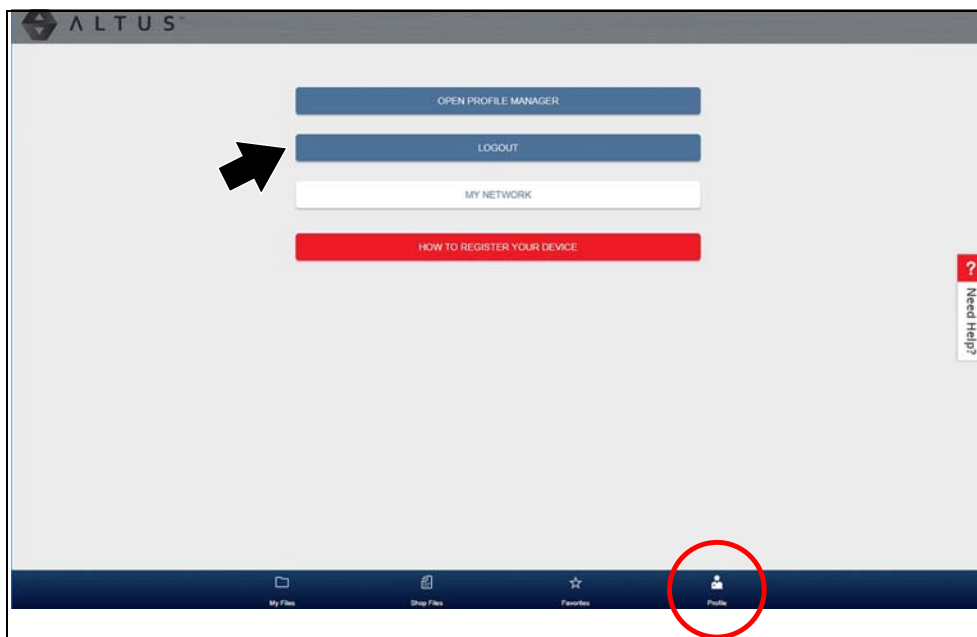 ALTUS™
OPEN PROFILE MANAGER
LOGOUT
MY NETWORK
HOW TO REGISTER YOUR DEVICE
?
Need Help?
My Files
Shop Files
Favorites
Profile